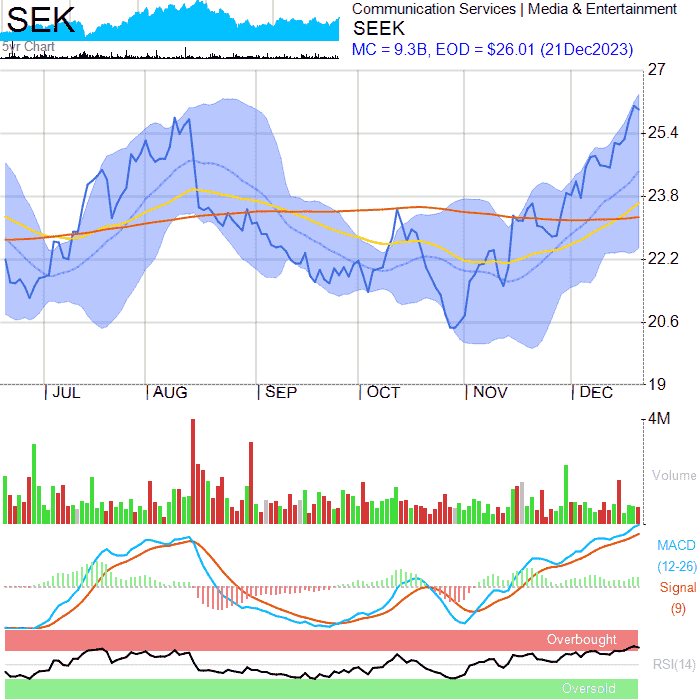 SEK
5yr Chart
Communication Services | Media & Entertainment
SEEK
MC = 9.3B, EOD = $26.01 (21Dec2023)
27
25.4
23.8
22.2
20.6
19
JUL AUG SEP OCT NOV DEC
4M
Volume
MACD
(12-26)
Signal
(9)
Overbought
RSI(14)
Oversold